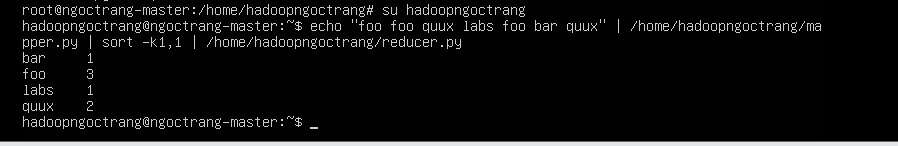 root@ngoctrang-master:/home/hadoopngoctrang# su hadoopngoctrang
hadoopngoctrang@ngoctrang-master:~$ echo "foo foo quux labs foo bar quux" | /home/hadoopngoctrang/ma
pper.py | sort -k1,1 | /home/hadoopngoctrang/reducer.py
bar     1
foo     3
labs    1
quux    2
hadoopngoctrang@ngoctrang-master:~$ _